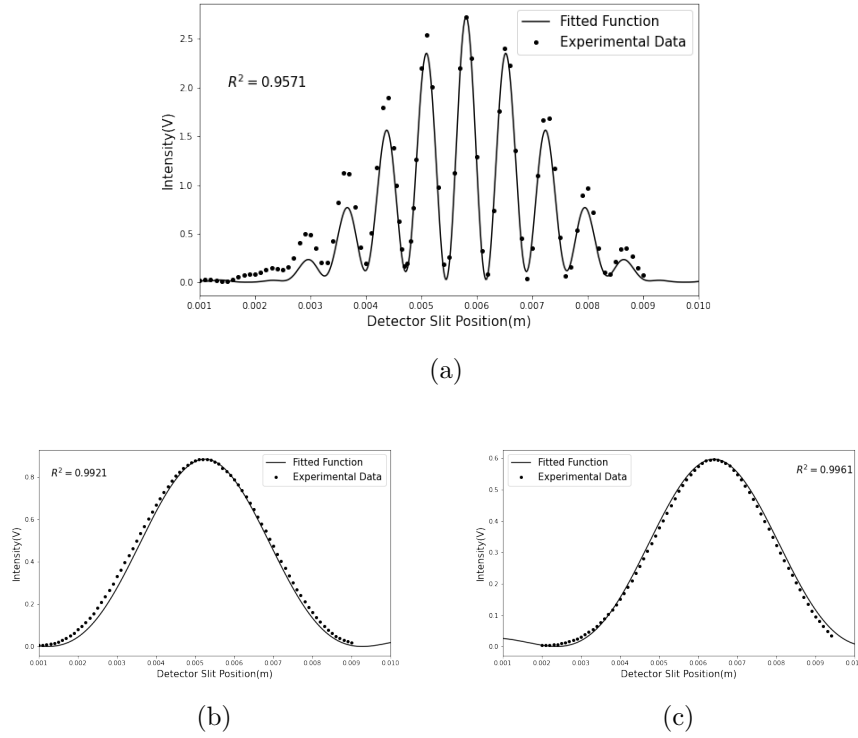 Fitted Function
Experimental Data
R² = 0.9571
Intensity(V)
2.5
2.0
1.5
1.0
0.5
0.0
0.001 0.002 0.003 0.004 0.005 0.006 0.007 0.008 0.009 0.010
Detector Slit Position(m)
(a)
R² = 0.9921
Fitted Function
Experimental Data
Intensity(V)
0.8
0.6
0.4
0.2
0.0
0.001 0.002 0.003 0.004 0.005 0.006 0.007 0.008 0.009 0.010
Detector Slit Position(m)
(b)
Fitted Function
Experimental Data
R² = 0.9961
Intensity(V)
0.6
0.5
0.4
0.3
0.2
0.1
0.0
0.001 0.002 0.003 0.004 0.005 0.006 0.007 0.008 0.009 0.01
Detector Slit Position(m)
(c)